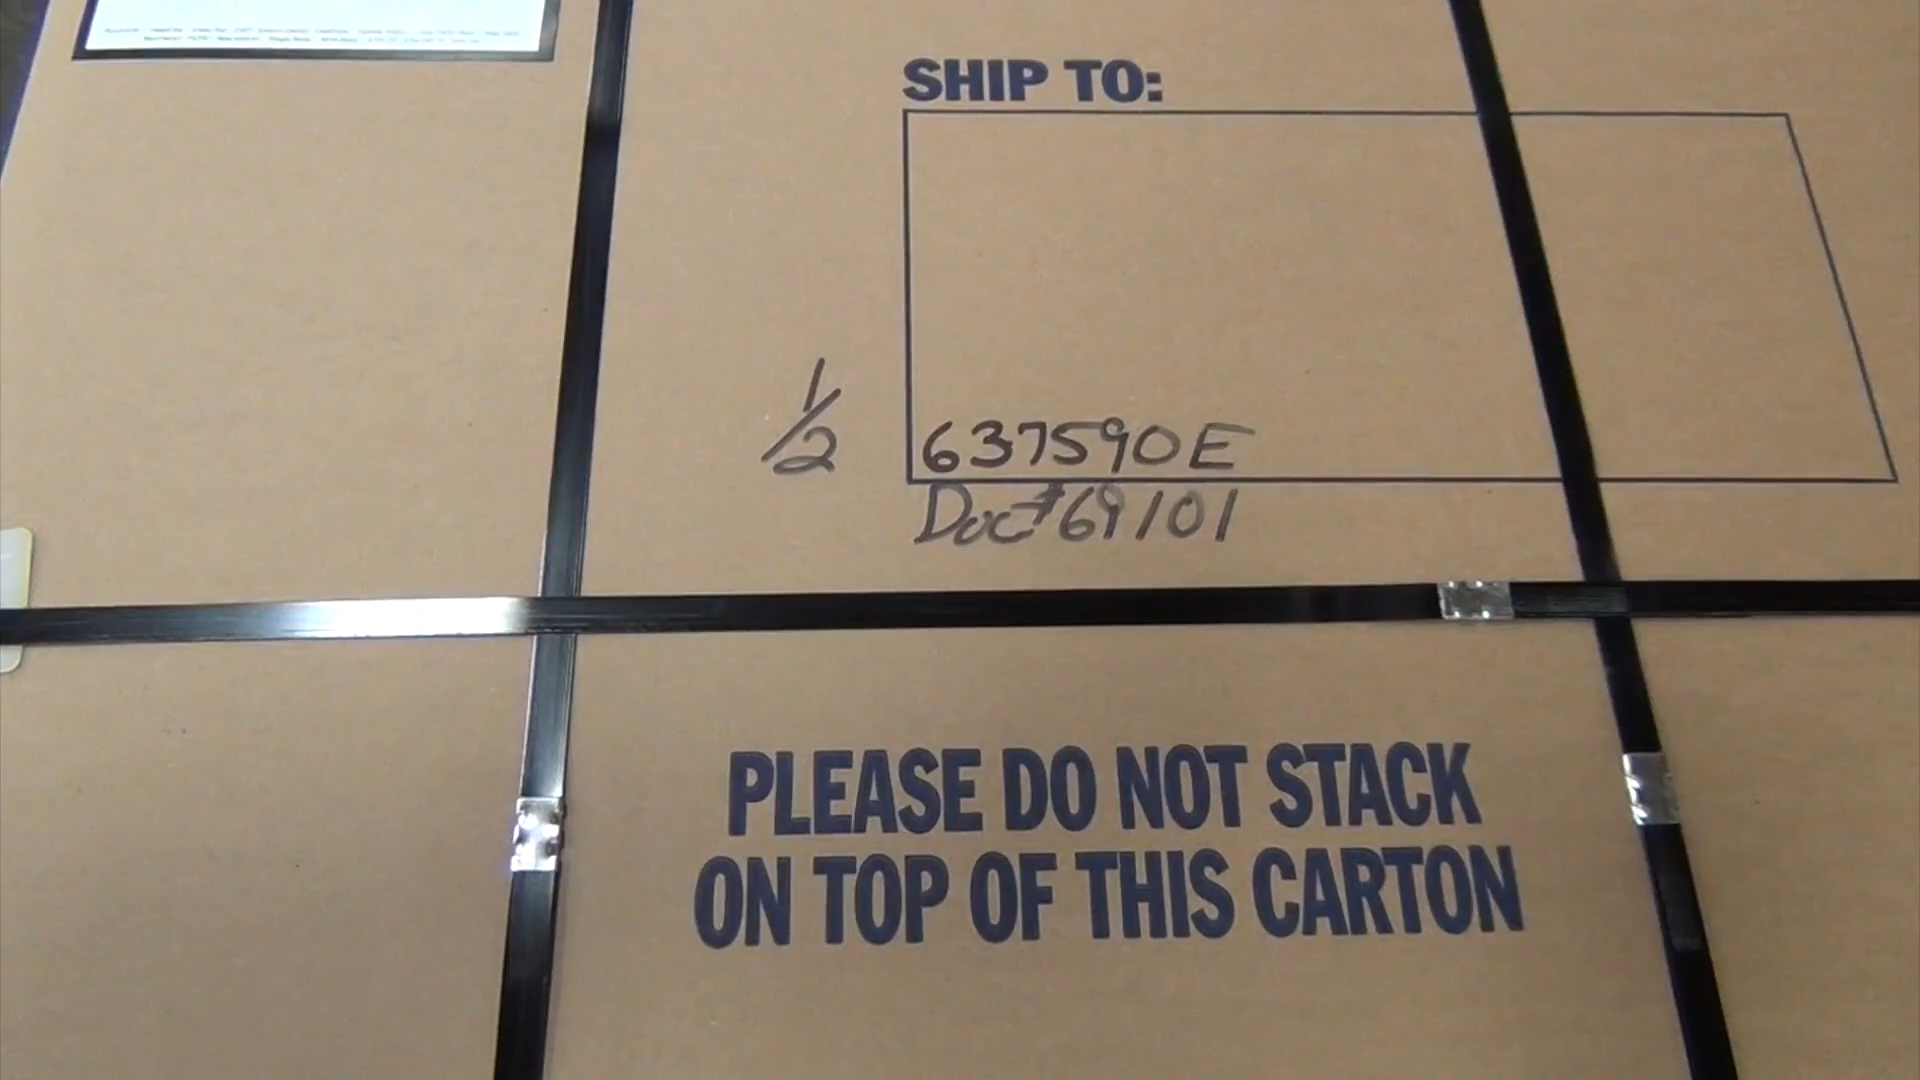 SHIP TO:
1/2
637590E
Doc# 69101
PLEASE DO NOT STACK
ON TOP OF THIS CARTON